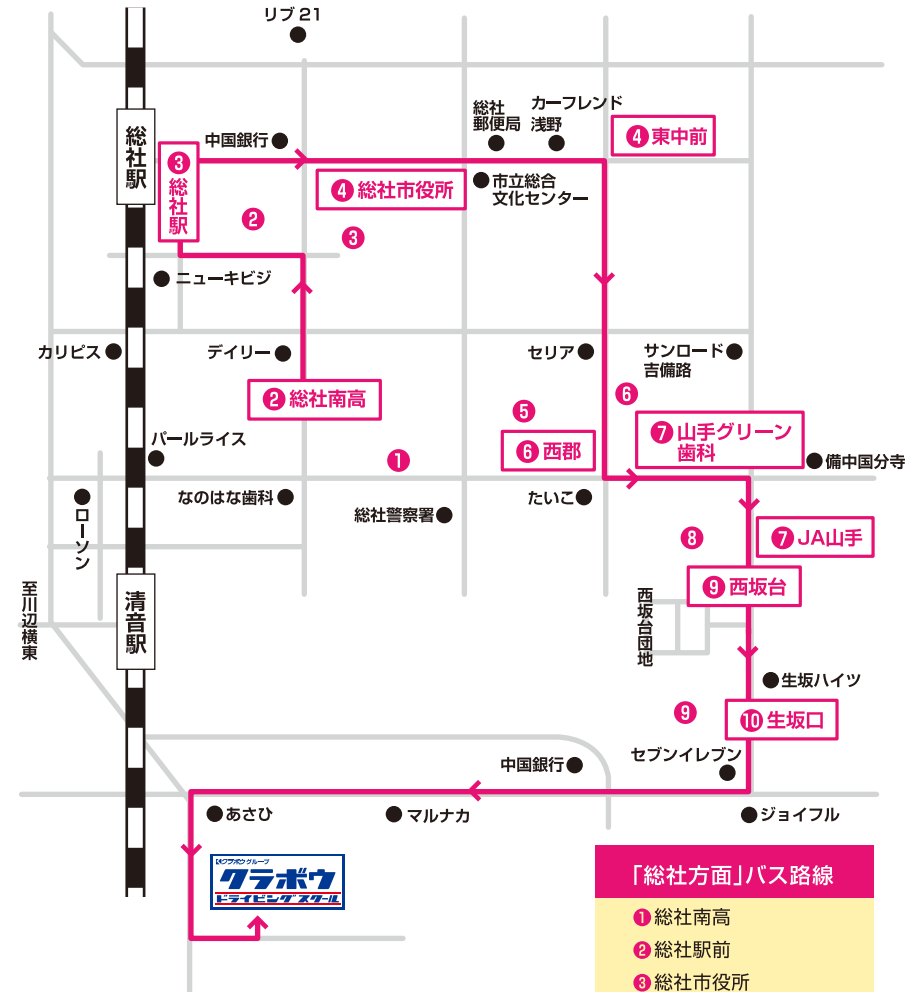 リブ21
総社駅
中国銀行
総社
郵便局
カーフレンド
浅野
❹東中前
❸総社駅
❷
❹総社市役所
市立総合
文化センター
❸
ニューキビジ
カリピス
デイリー
セリア
サンロード
吉備路
❷総社南高
❻
❺
❼山手グリーン
歯科
パールライス
❶
❻西郡
備中国分寺
ローソン
なのはな歯科
総社警察署
たいこ
❽
❼JA山手
至川辺横東
清音駅
❾西坂台
西坂台団地
生坂ハイツ
❾
❿生坂口
中国銀行
セブンイレブン
あさひ
マルナカ
ジョイフル
クラボウグループ
クラボウ
ドライビングスクール
「総社方面」バス路線
❶総社南高
❷総社駅前
❸総社市役所